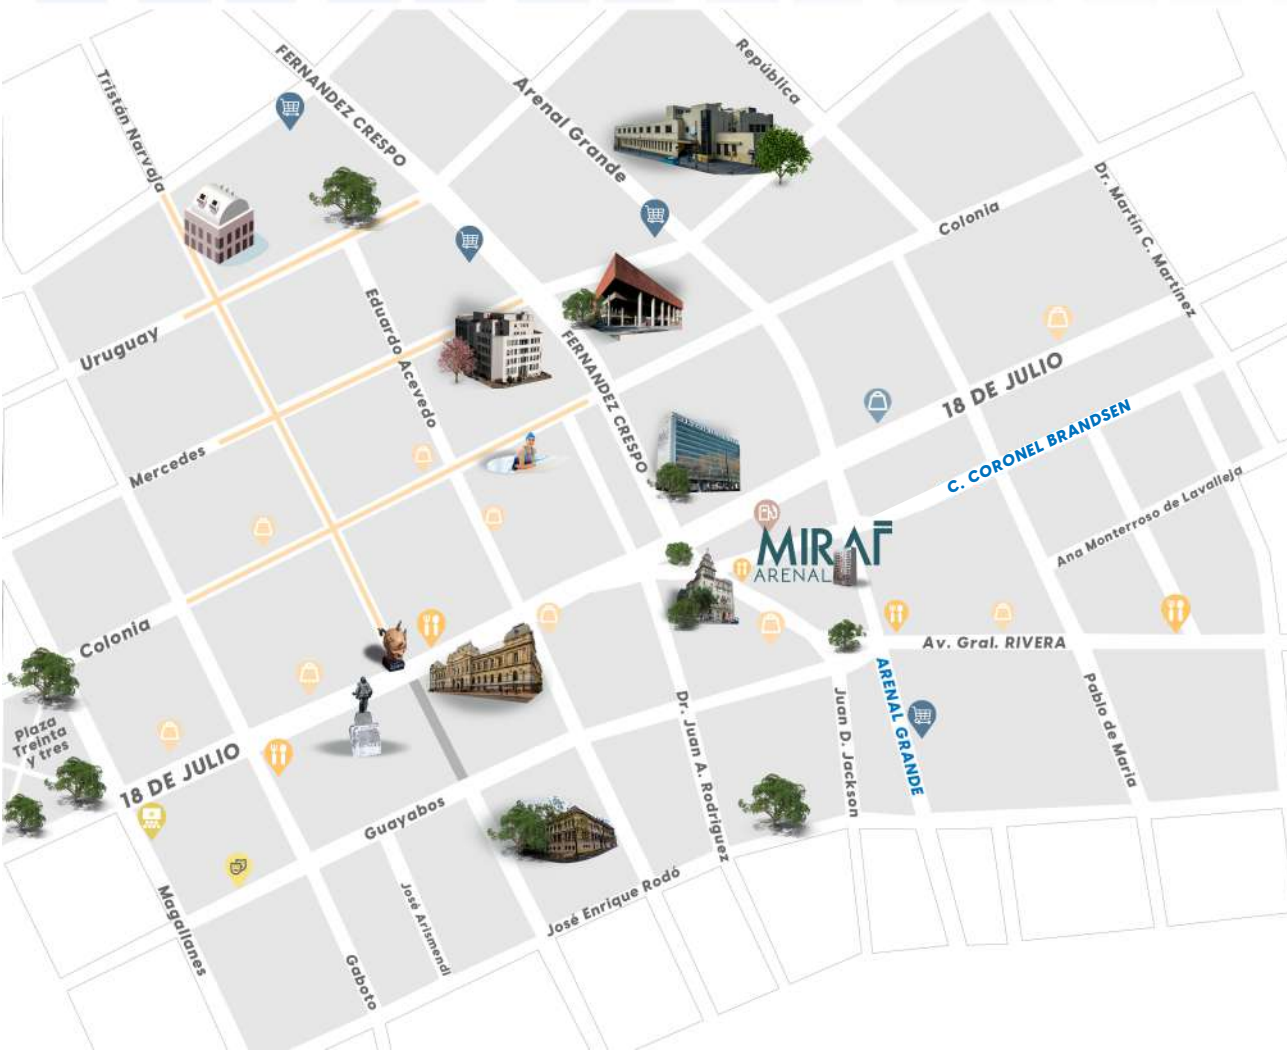 Tristán Narvaja
FERNANDEZ CRESPO
Arenal Grande
República
Dr. Martín C. Martínez
Colonia
Uruguay
Eduardo Acevedo
FERNANDEZ CRESPO
18 DE JULIO
C. CORONEL BRANDSEN
Mercedes
Ana Monterroso de Lavalleja
MIRAT
ARENAL
Colonia
Av. Gral. RIVERA
Plaza
Treinta
y tres
18 DE JULIO
Dr. Juan A. Rodriguez
Juan D. Jackson
ARENAL GRANDE
Pablo de María
Guayabos
Magallanes
José Arismendi
José Enrique Rodó
Gaboto